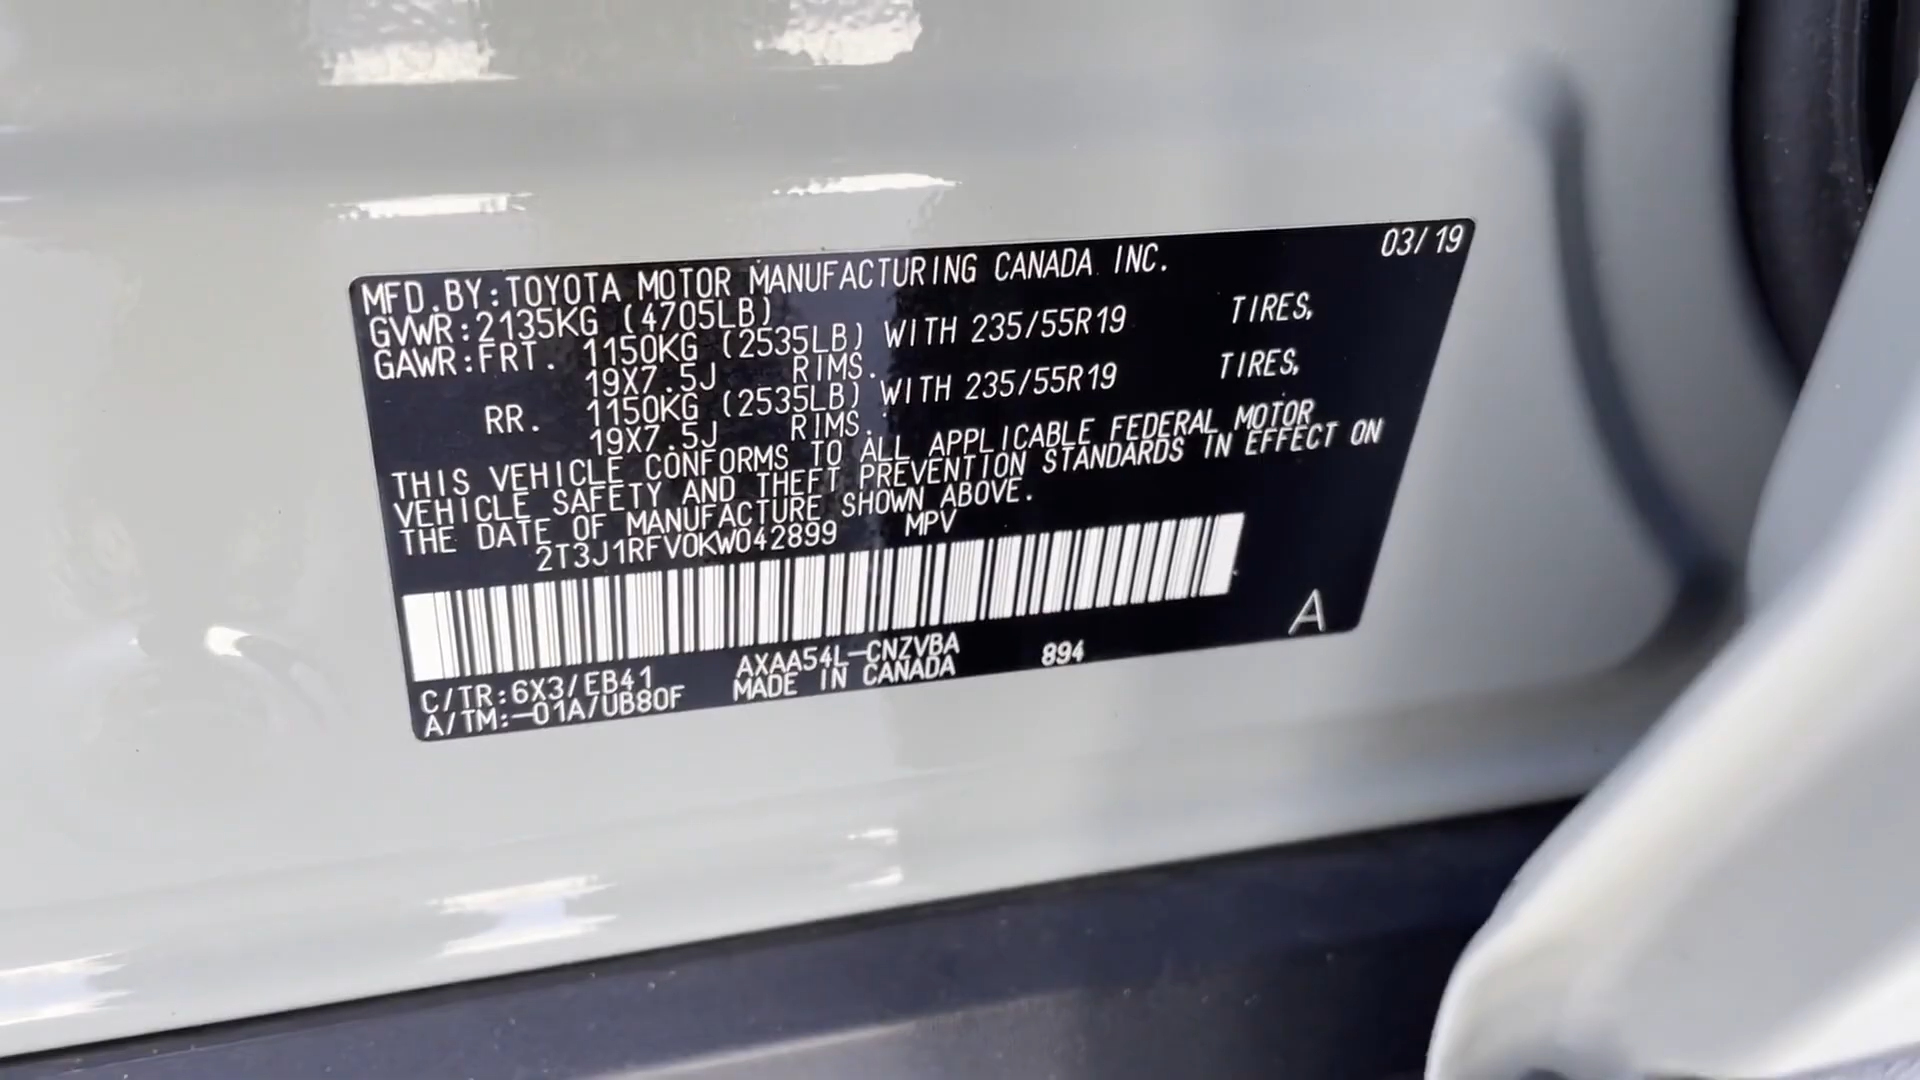 MFD.BY:TOYOTA MOTOR MANUFACTURING CANADA INC. 03/19
GVWR:2135KG (4705LB)
GAWR:FRT. 1150KG (2535LB) WITH 235/55R19 TIRES,
19X7.5J RIMS.
RR. 1150KG (2535LB) WITH 235/55R19 TIRES,
19X7.5J RIMS.
THIS VEHICLE CONFORMS TO ALL APPLICABLE FEDERAL MOTOR
VEHICLE SAFETY AND THEFT PREVENTION STANDARDS IN EFFECT ON
THE DATE OF MANUFACTURE SHOWN ABOVE.
2T3J1RFV0KW042899 MPV
A
C/TR:6X3/EB41 AXAA54L-CNZVBA 894
A/TM:-01A/UB80F MADE IN CANADA